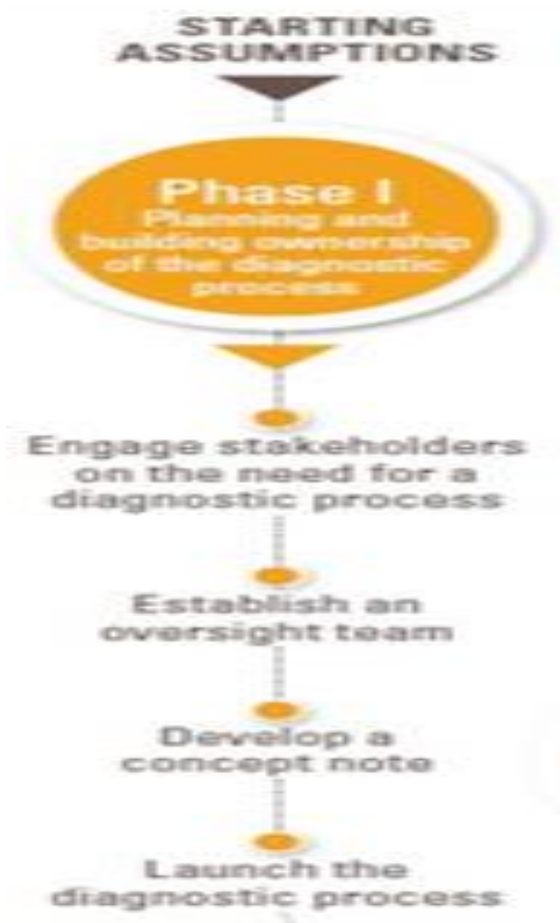 STARTING
ASSUMPTIONS
Phase I
Planning and
building ownership
of the diagnostic
process
Engage stakeholders
on the need for a
diagnostic process
Establish an
oversight team
Develop a
concept note
Launch the
diagnostic process